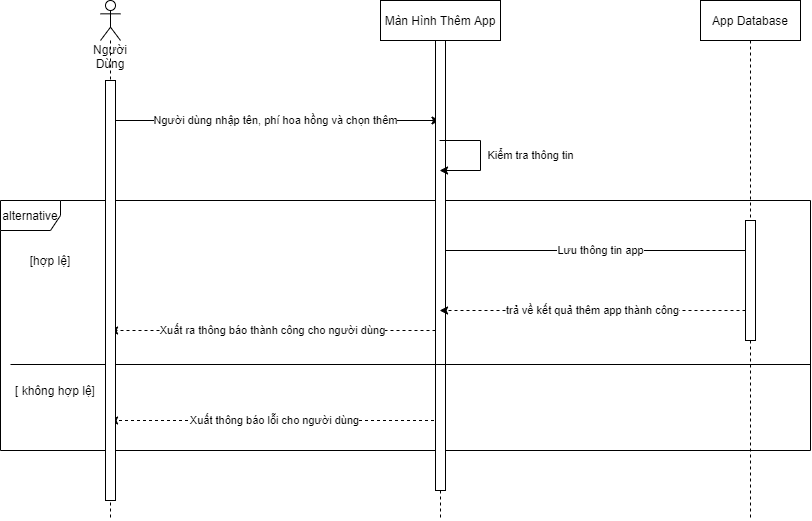 Người
Dùng
Màn Hình Thêm App
App Database
Người dùng nhập tên, phí hoa hồng và chọn thêm
Kiểm tra thông tin
alternative
[hợp lệ]
Lưu thông tin app
trả về kết quả thêm app thành công
Xuất ra thông báo thành công cho người dùng
[ không hợp lệ]
Xuất thông báo lỗi cho người dùng